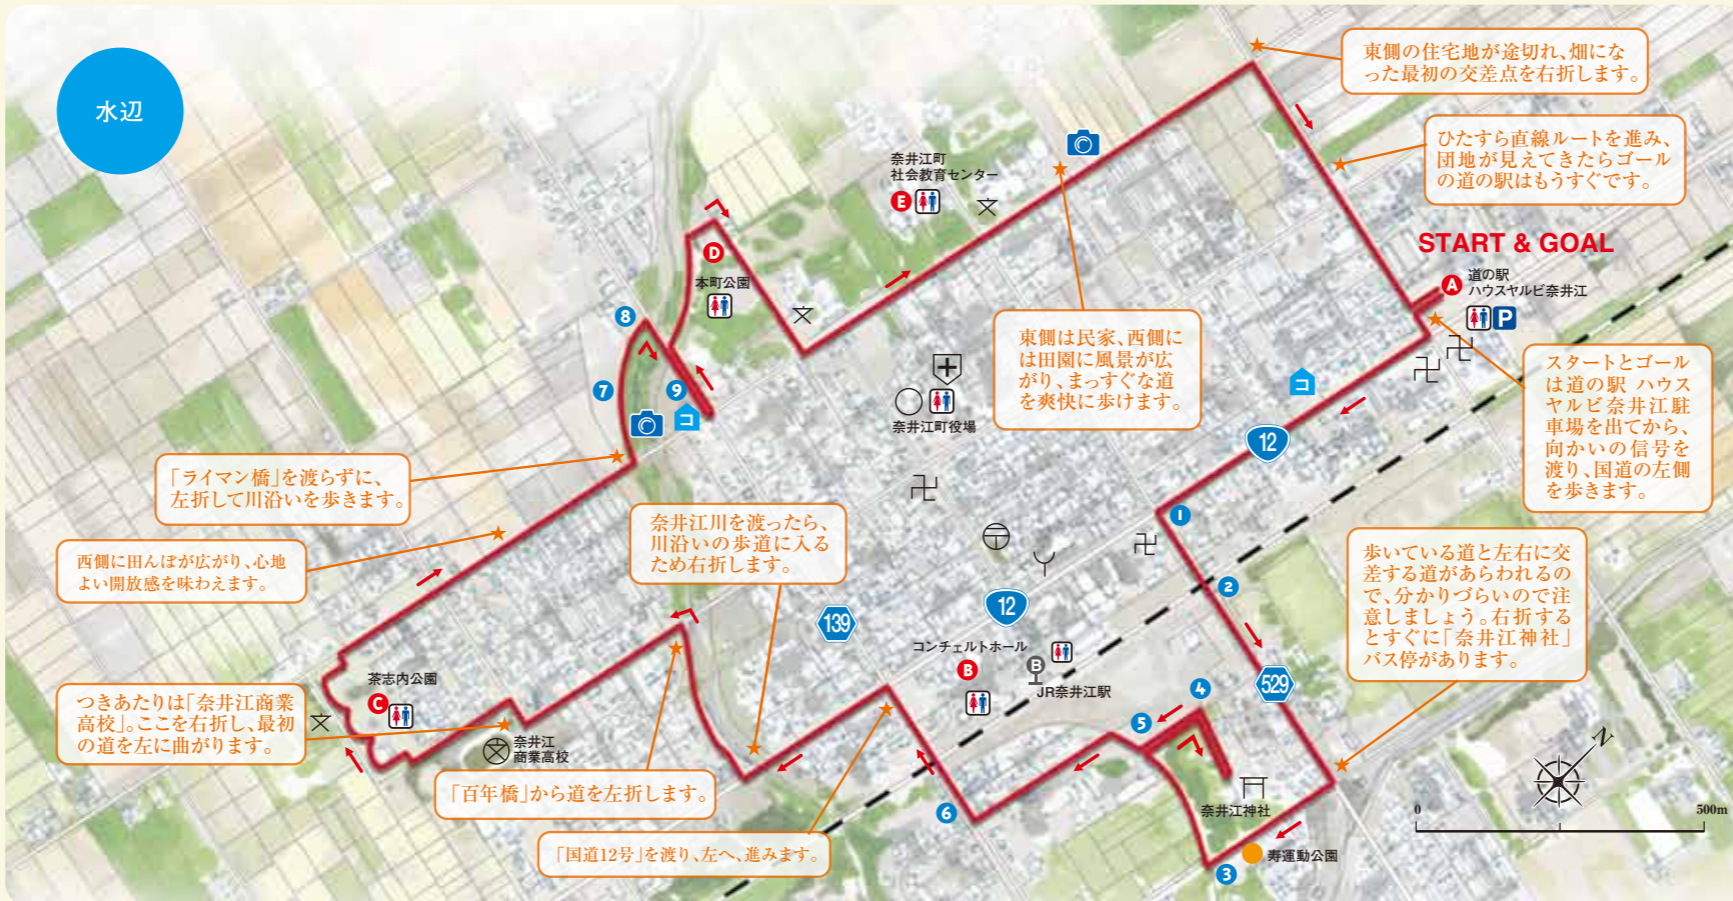 水辺
東側の住宅地が途切れ、畑にな
った最初の交差点を右折します。
ひたすら直線ルートを進み、
団地が見えてきたらゴール
の道の駅はもうすぐです。
START & GOAL
A
道の駅
ハウスヤルビ奈井江
P
スタートとゴール
は道の駅 ハウス
ヤルビ奈井江駐
車場を出てから、
向かいの信号を
渡り、国道の左側
を歩きます。
奈井江町
社会教育センター
E
文
D
本町公園
文
8
7
9
コ
東側は民家、西側に
は田園に風景が広
がり、まっすぐな道
を爽快に歩けます。
奈井江町役場
コ
12
「ライマン橋」を渡らずに、
左折して川沿いを歩きます。
西側に田んぼが広がり、心地
よい開放感を味わえます。
奈井江川を渡ったら、
川沿いの歩道に入る
ため右折します。
1
2
歩いている道と左右に交
差する道があらわれるの
で、分かりづらいので注
意しましょう。右折する
とすぐに「奈井江神社」
バス停があります。
139
12
コンチェルトホール
B
B
JR奈井江駅
529
4
5
茶志内公園
C
文
つきあたりは「奈井江商業
高校」。ここを右折し、最初
の道を左に曲がります。
文
奈井江
商業高校
「百年橋」から道を左折します。
「国道12号」を渡り、左へ、進みます。
6
奈井江神社
寿運動公園
3
N
0
500m